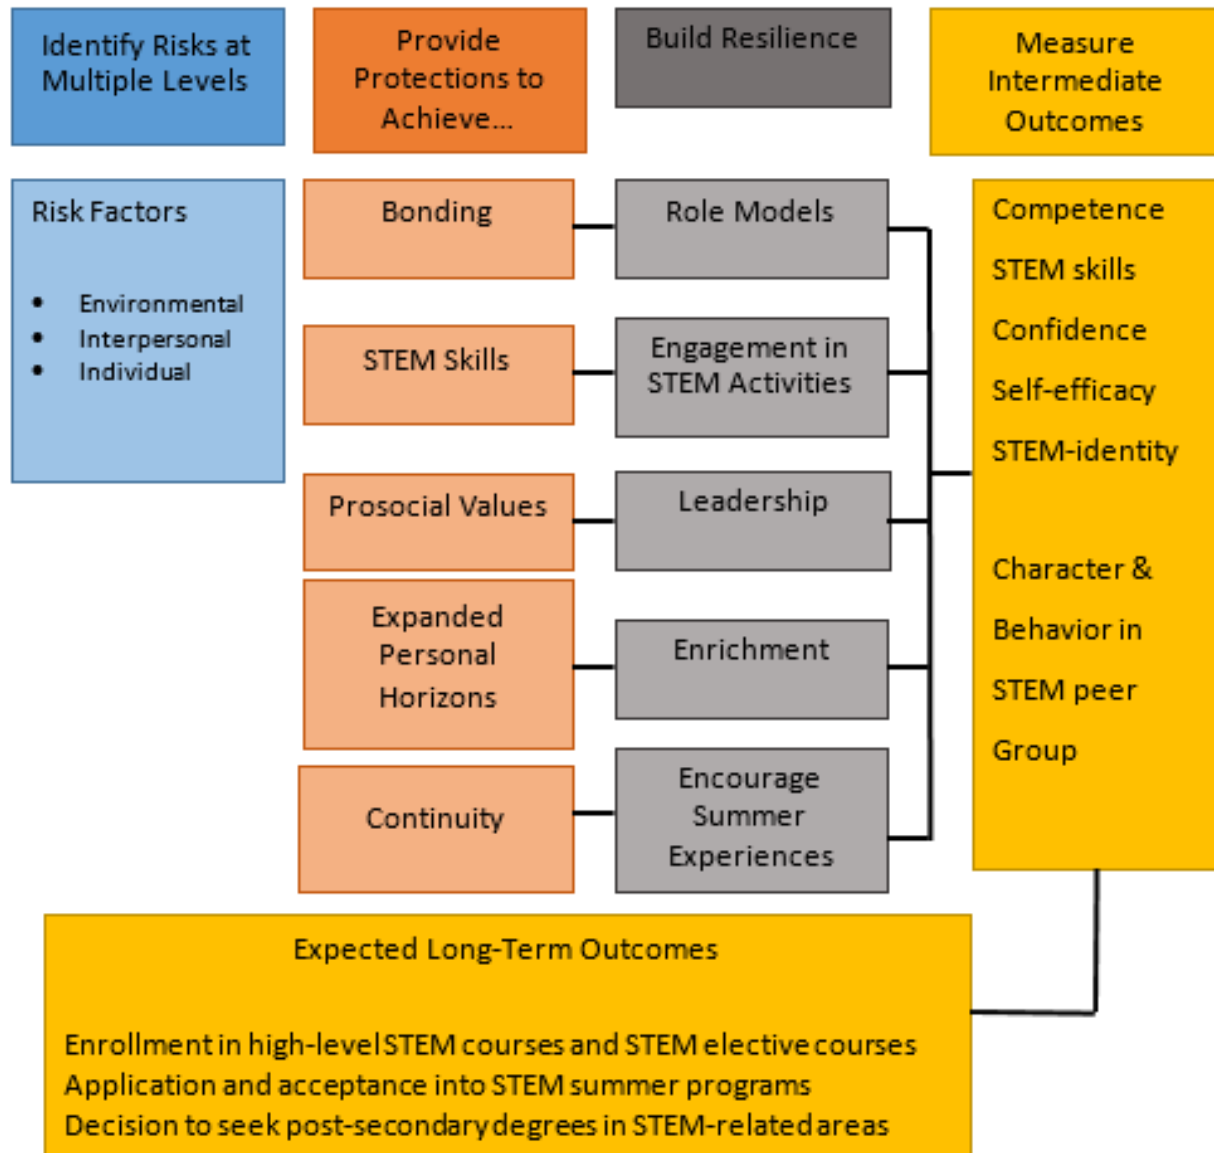 Identify Risks at
Multiple Levels
Provide
Protections to
Achieve...
Build Resilience
Measure
Intermediate
Outcomes
Risk Factors
• Environmental
• Interpersonal
• Individual
Bonding
Role Models
STEM Skills
Engagement in
STEM Activities
Prosocial Values
Leadership
Expanded
Personal
Horizons
Enrichment
Continuity
Encourage
Summer
Experiences
Competence
STEM skills
Confidence
Self-efficacy
STEM-identity
Character &
Behavior in
STEM peer
Group
Expected Long-Term Outcomes
Enrollment in high-level STEM courses and STEM elective courses
Application and acceptance into STEM summer programs
Decision to seek post-secondary degrees in STEM-related areas